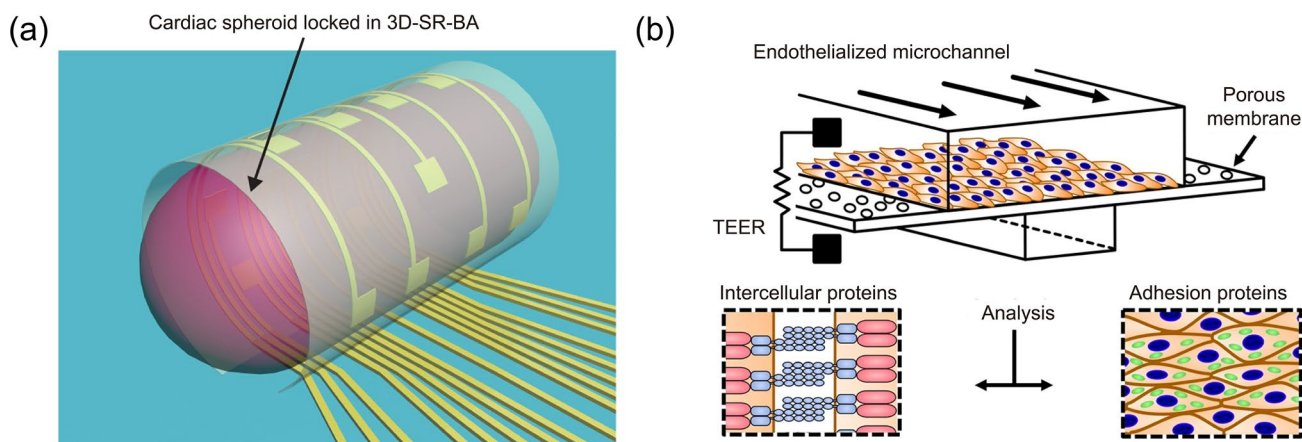 (a)
Cardiac spheroid locked in 3D-SR-BA
(b)
Endothelialized microchannel
Porous
membrane
TEER
Intercellular proteins
Analysis
Adhesion proteins